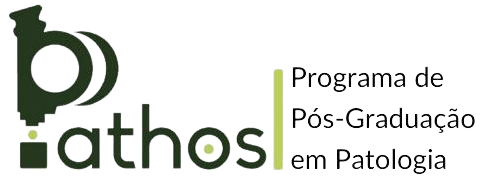 Pathos
Programa de
Pós-Graduação
em Patologia